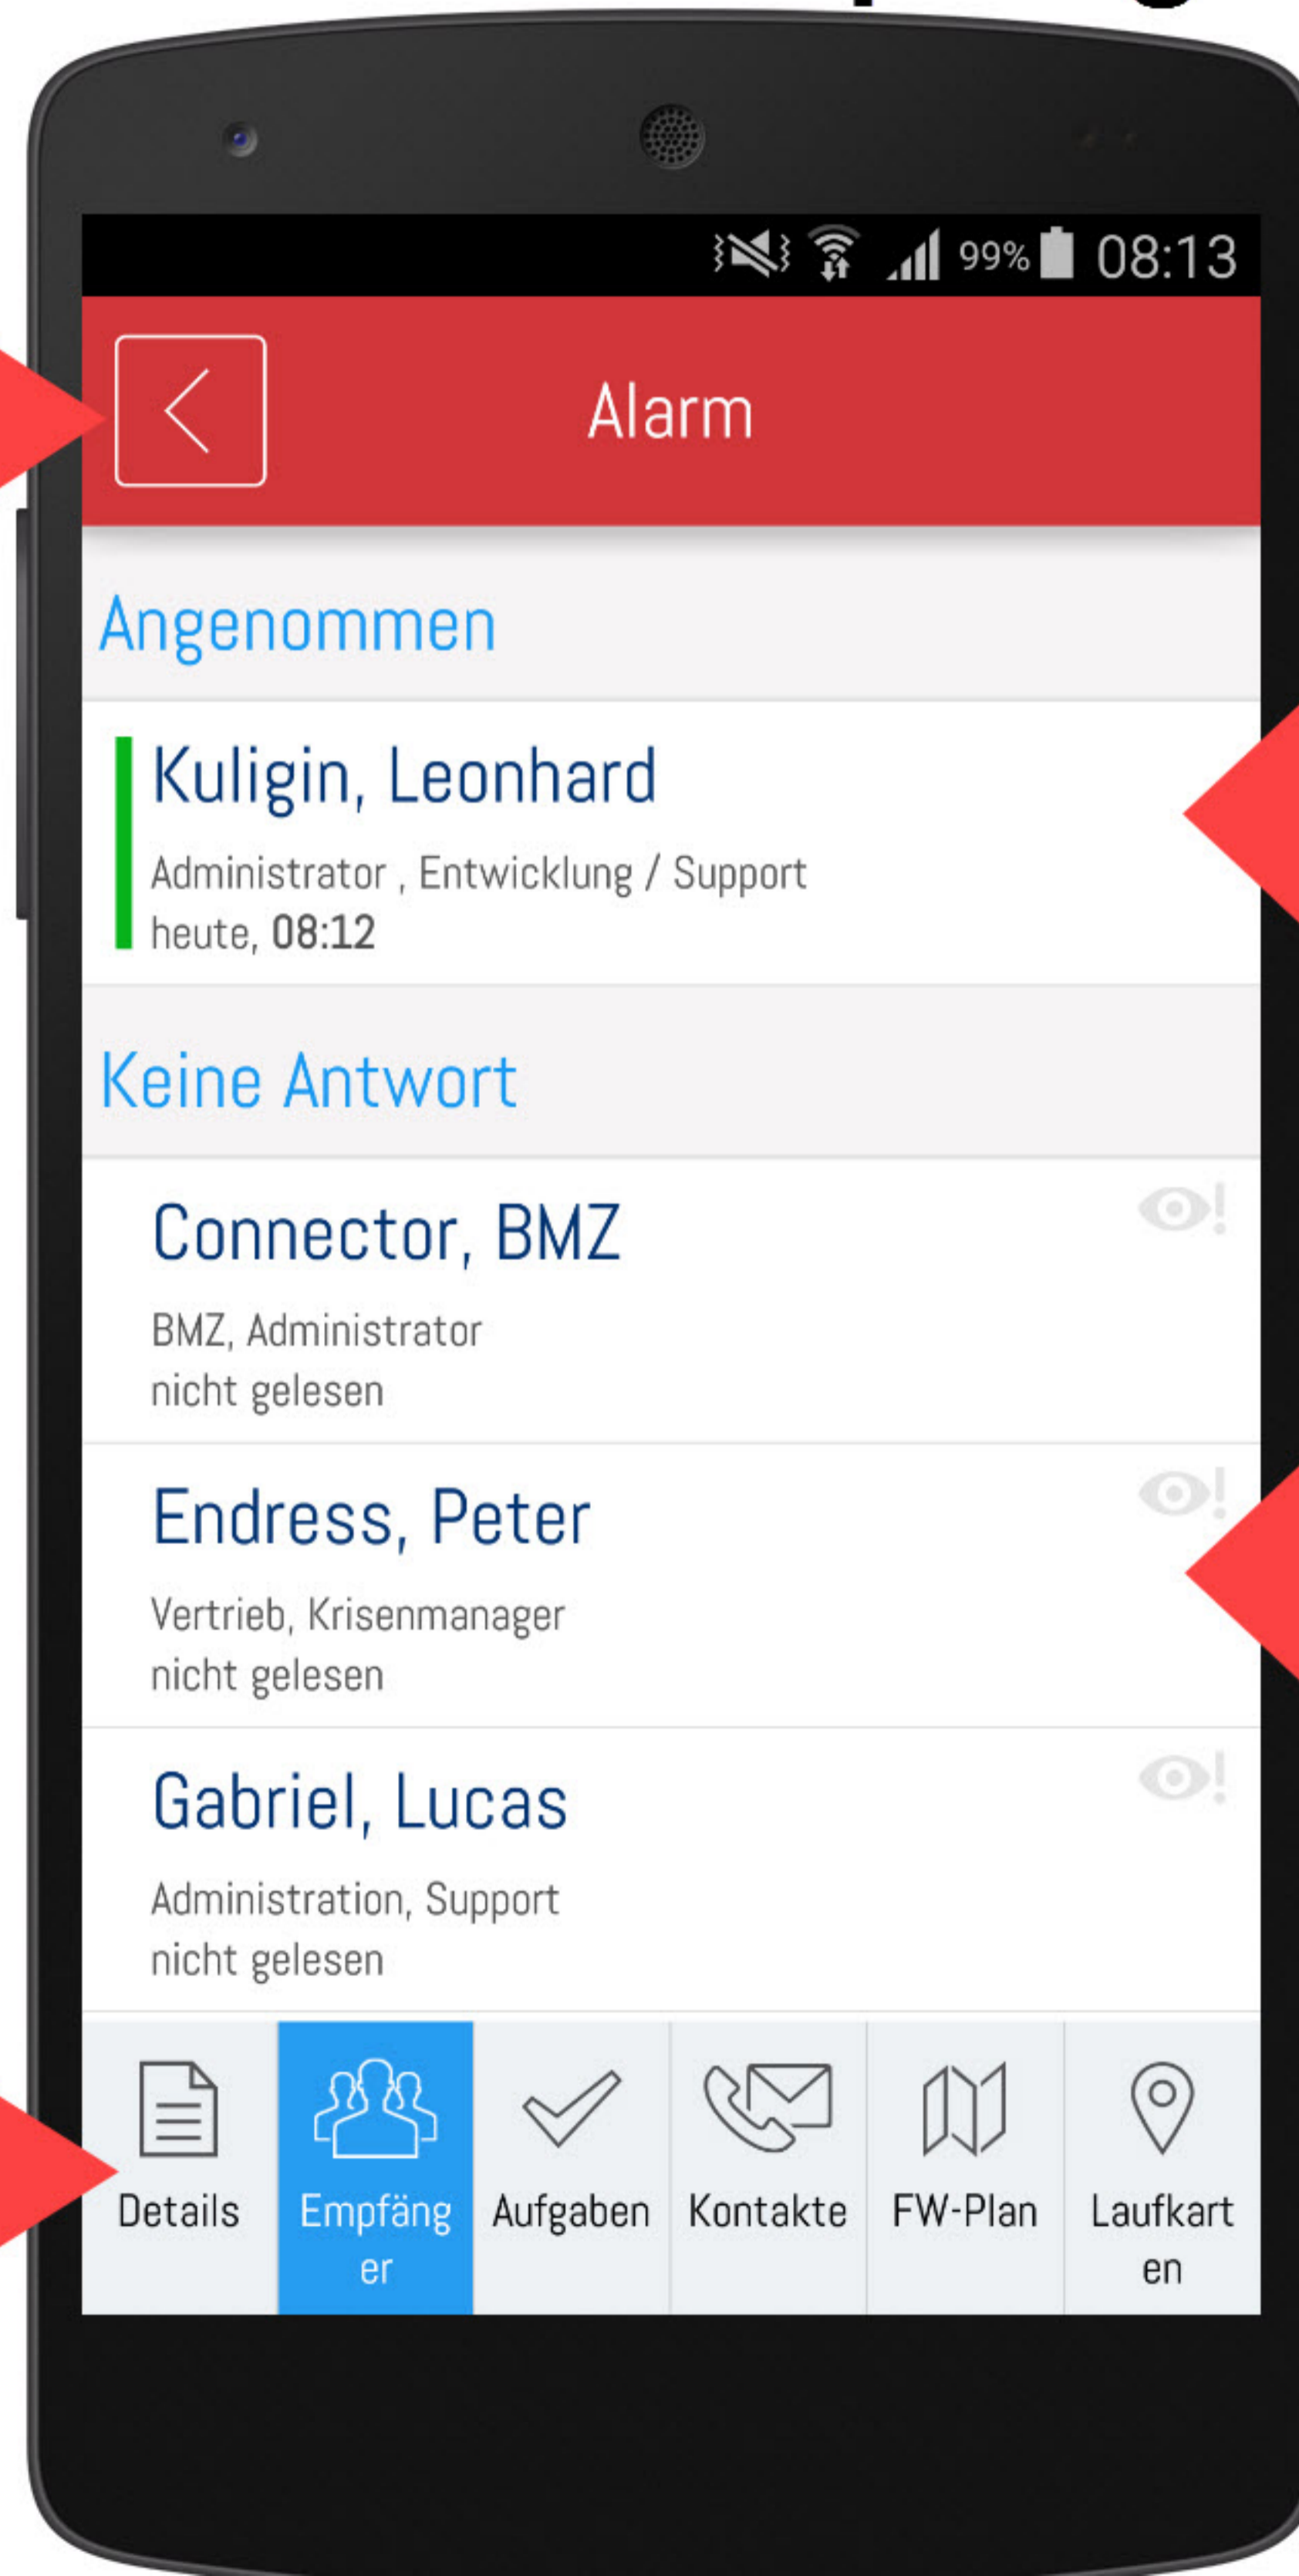 99% 08:13
Alarm
Angenommen
Kuligin, Leonhard
Administrator , Entwicklung / Support
heute, 08:12
Keine Antwort
Connector, BMZ
BMZ, Administrator
nicht gelesen
Endress, Peter
Vertrieb, Krisenmanager
nicht gelesen
Gabriel, Lucas
Administration, Support
nicht gelesen
Details
Empfäng
er
Aufgaben
Kontakte
FW-Plan
Laufkart
en